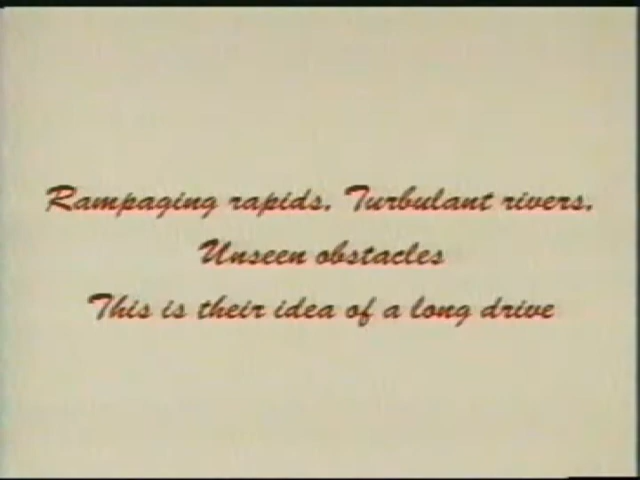 Rampaging rapids. Turbulant rivers.
Unseen obstacles
This is their idea of a long drive